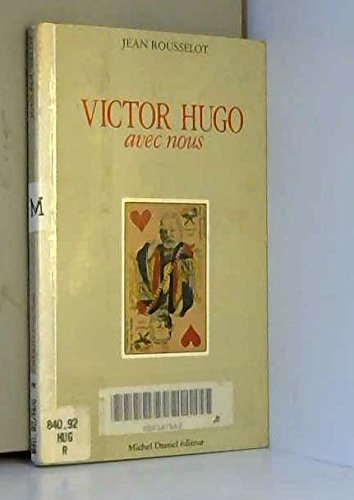 JEAN ROUSSELOT
VICTOR HUGO
avec nous
M
840.92
HUG
R
Michel Dansel éditeur